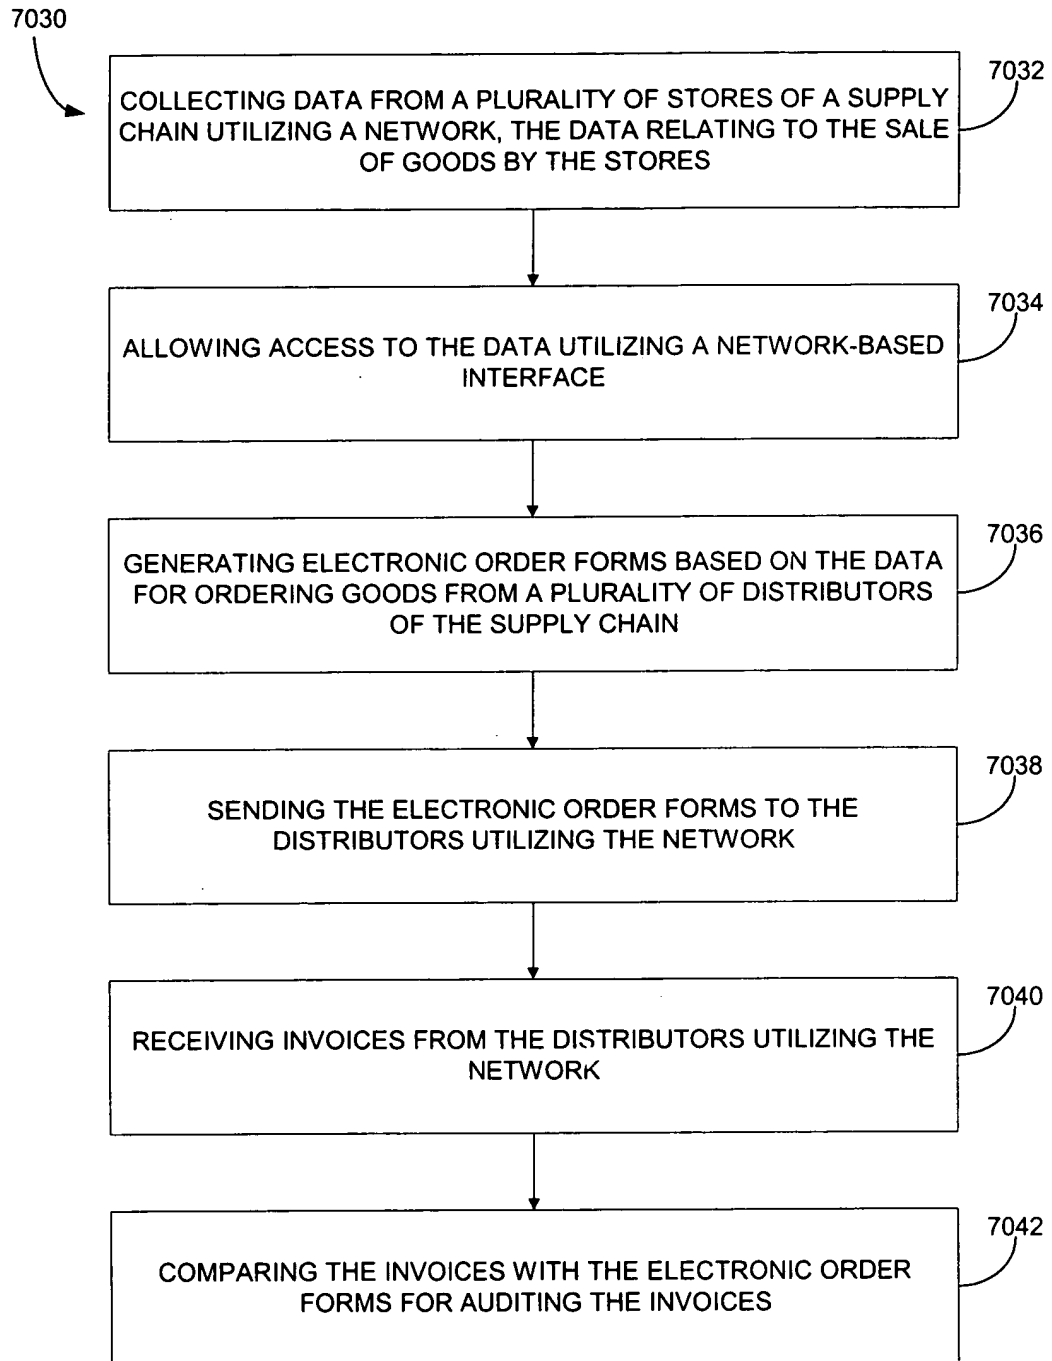 7030
7032
COLLECTING DATA FROM A PLURALITY OF STORES OF A SUPPLY
CHAIN UTILIZING A NETWORK, THE DATA RELATING TO THE SALE
OF GOODS BY THE STORES
7034
ALLOWING ACCESS TO THE DATA UTILIZING A NETWORK-BASED
INTERFACE
7036
GENERATING ELECTRONIC ORDER FORMS BASED ON THE DATA
FOR ORDERING GOODS FROM A PLURALITY OF DISTRIBUTORS
OF THE SUPPLY CHAIN
7038
SENDING THE ELECTRONIC ORDER FORMS TO THE
DISTRIBUTORS UTILIZING THE NETWORK
7040
RECEIVING INVOICES FROM THE DISTRIBUTORS UTILIZING THE
NETWORK
7042
COMPARING THE INVOICES WITH THE ELECTRONIC ORDER
FORMS FOR AUDITING THE INVOICES